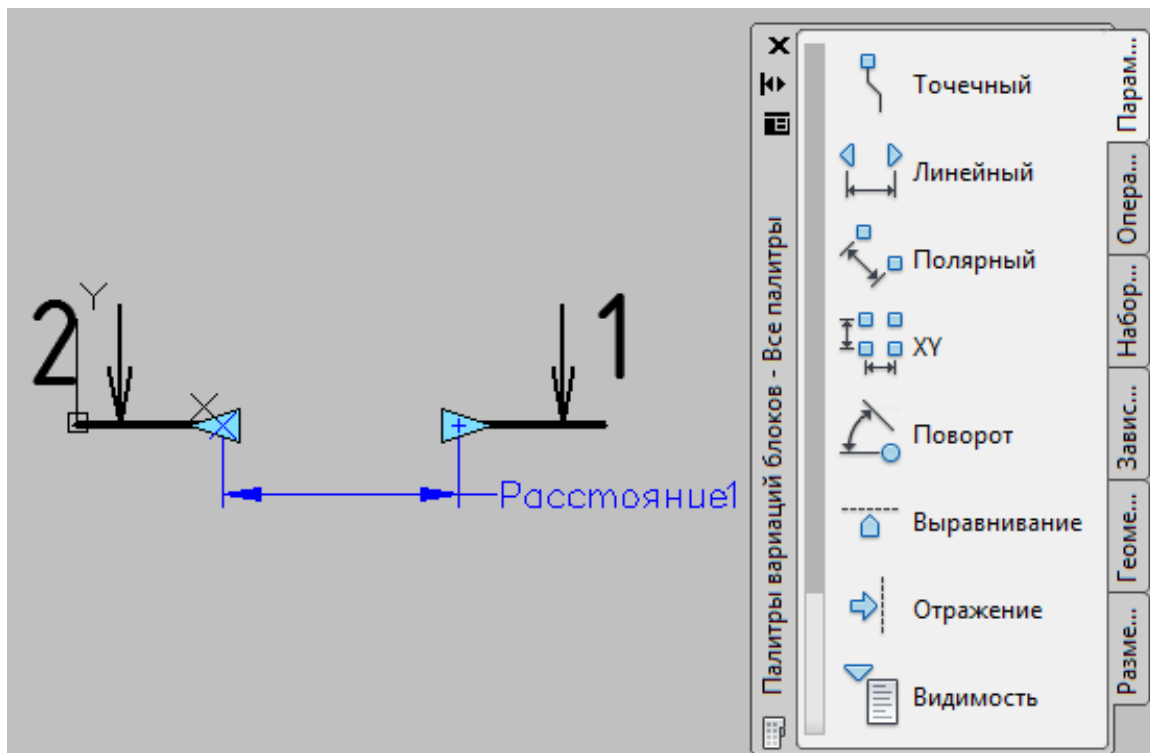 2
Y
1
X
Расстояние1
Палитры вариаций блоков - Все палитры
Точечный
Линейный
Полярный
XY
Поворот
Выравнивание
Отражение
Видимость
Парам...
Опера...
Набор...
Завис...
Геоме...
Разме...